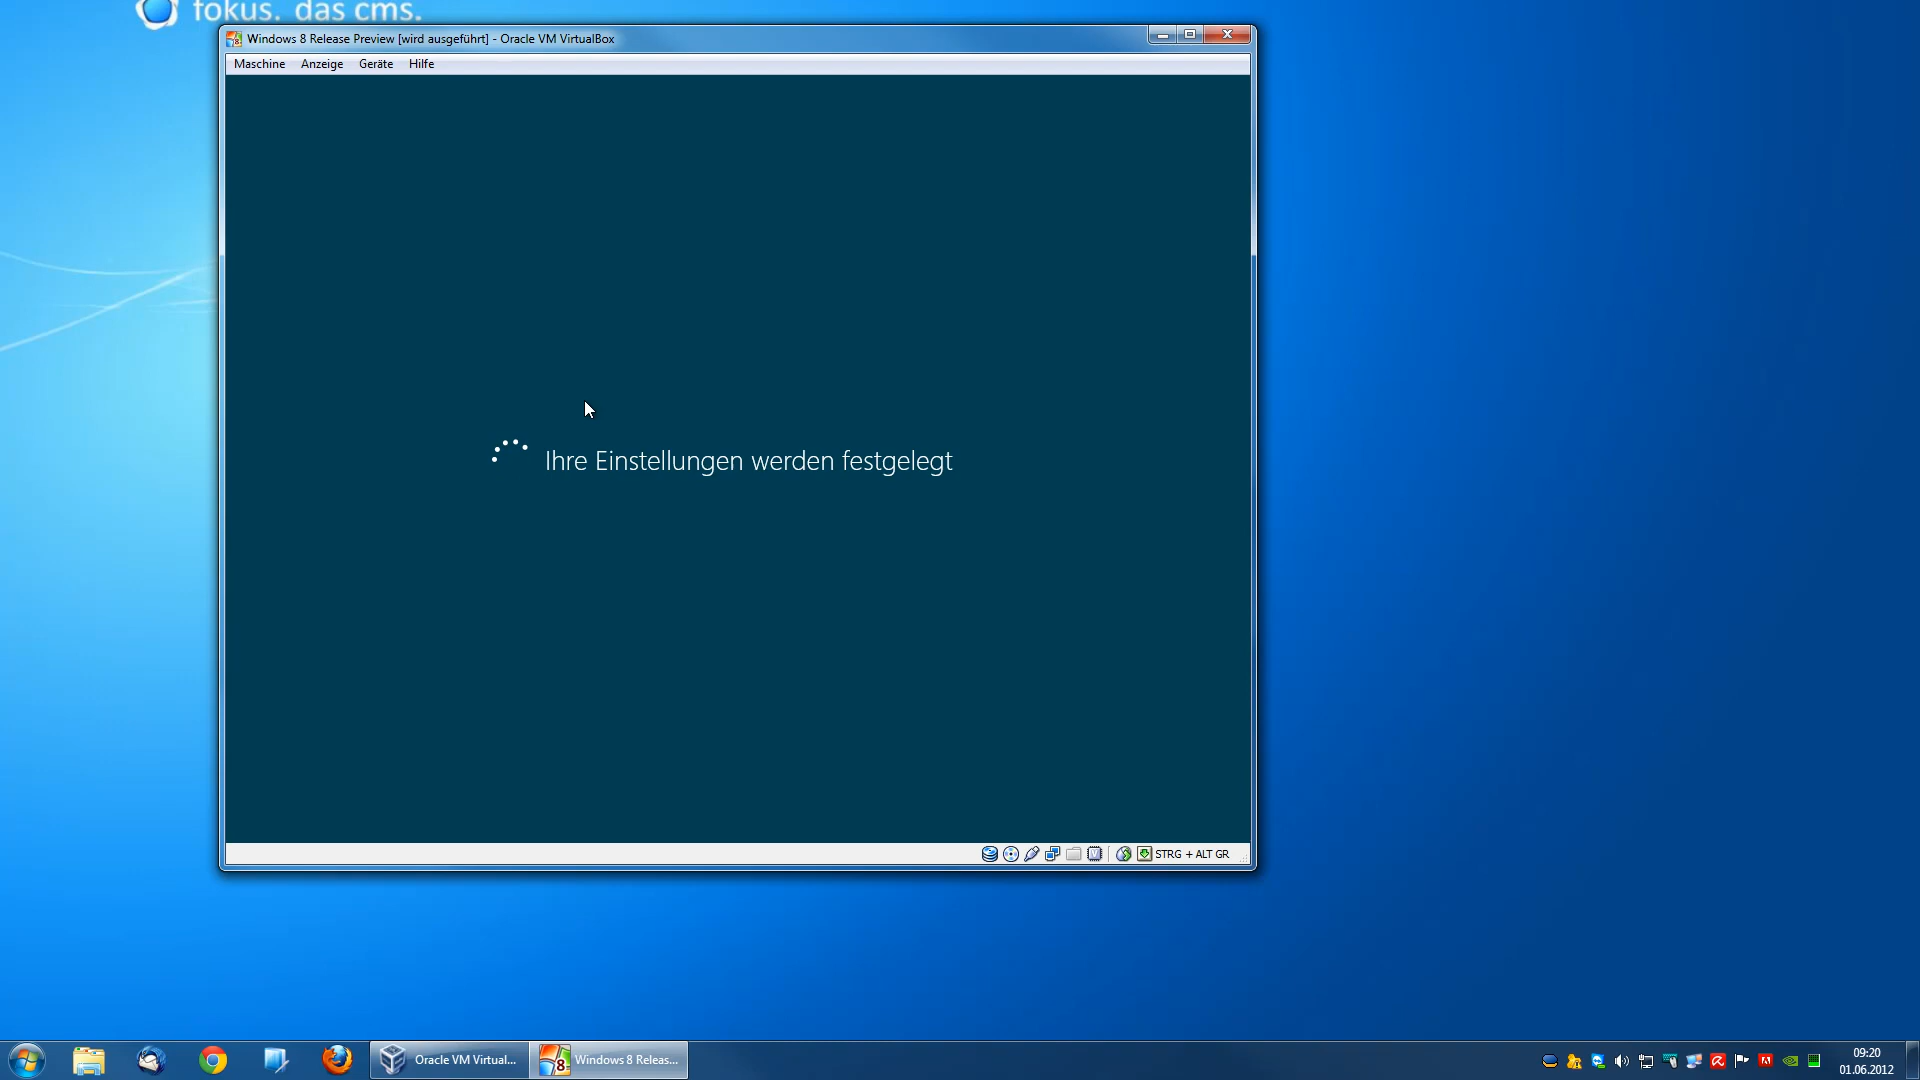 fokus. das cms.
Windows 8 Release Preview [wird ausgeführt] - Oracle VM VirtualBox
Maschine Anzeige Geräte Hilfe
Ihre Einstellungen werden festgelegt
STRG + ALT GR
Oracle VM Virtual... Windows 8 Releas...
09:20
01.06.2012